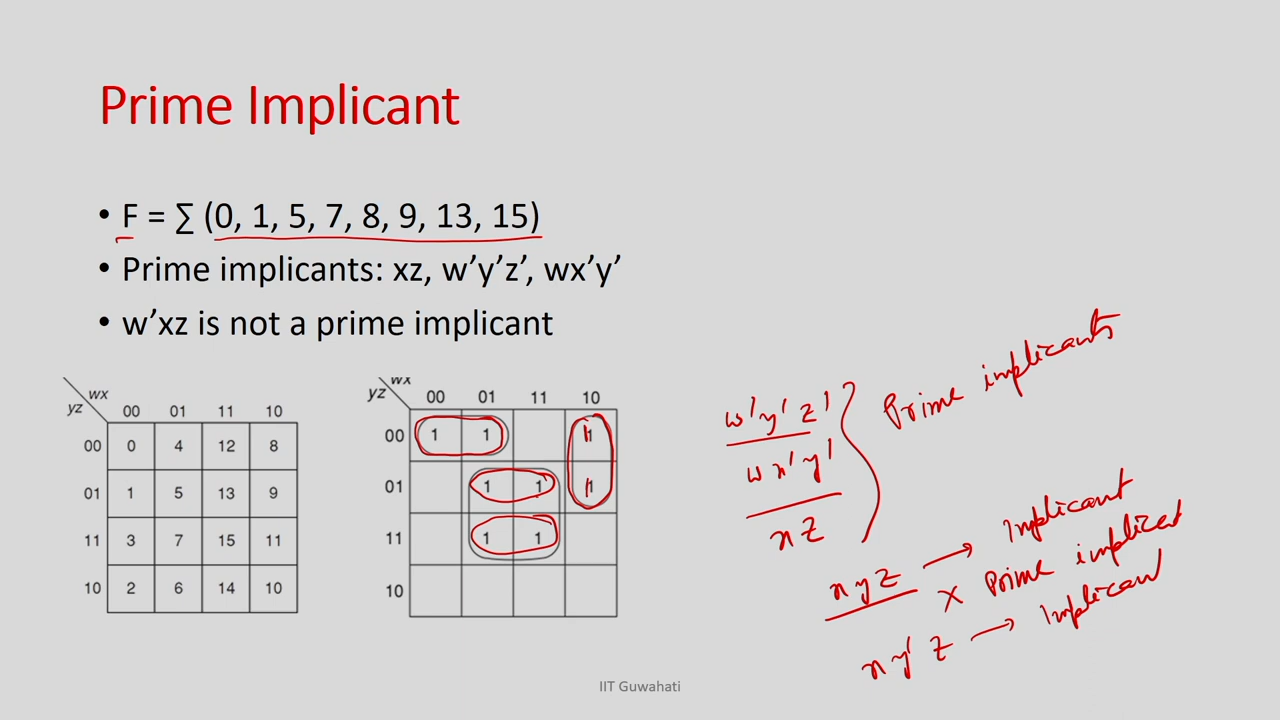 Prime Implicant
• F = ∑ (0, 1, 5, 7, 8, 9, 13, 15)
• Prime implicants: xz, w’y’z’, wx’y’
• w’xz is not a prime implicant
wx
yz 00 01 11 10
00 0 4 12 8
01 1 5 13 9
11 3 7 15 11
10 2 6 14 10
wx
yz 00 01 11 10
00 1 1 1
01 1 1 1
11 1 1
10
w'y'z'
wx'y'
xz
Prime implicants
xyz → Implicant
x Prime implicat
xy'z → Implican
IIT Guwahati